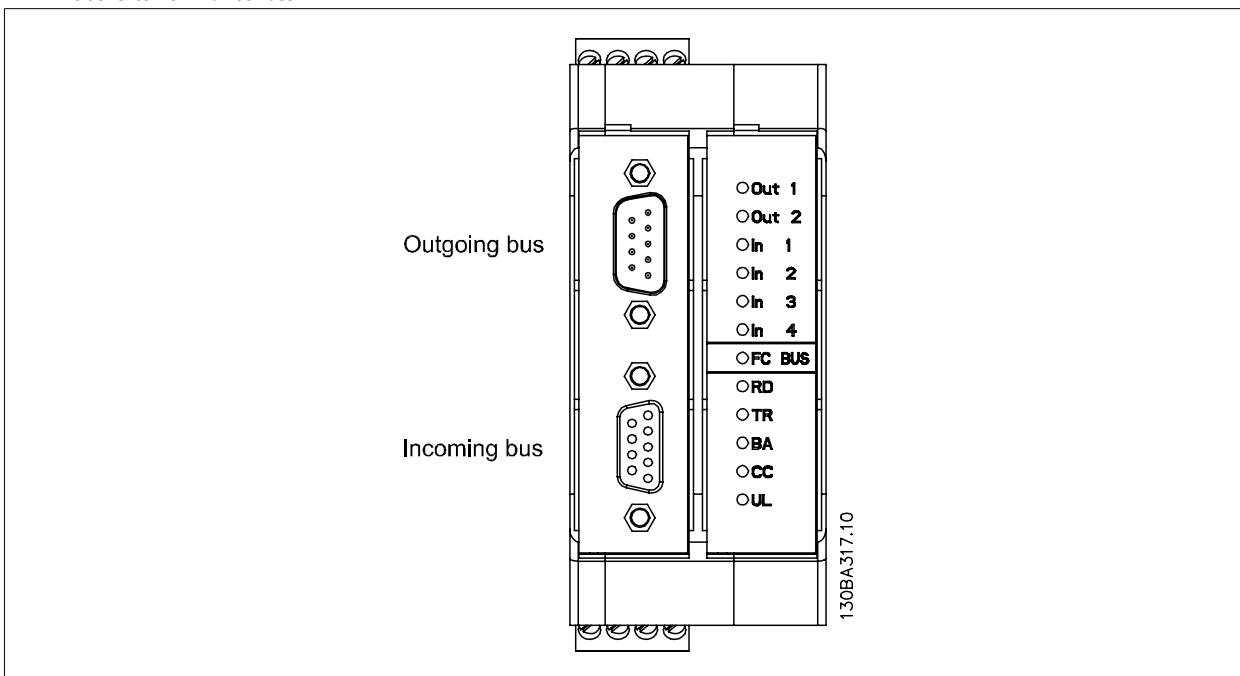 Outgoing bus
Incoming bus
Out 1
Out 2
In 1
In 2
In 3
In 4
FC BUS
RD
TR
BA
CC
UL
130BA317.10